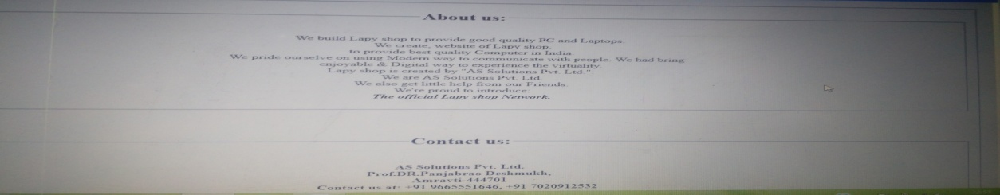 About us:
We build Lapy shop to provide good quality PC and Laptops.
We create, website of Lapy shop,
to provide best quality Computer in India.
We pride ourselve on using Modern way to communicate with people. We had bring
enjoyable & Digital way to experience the virtuality.
Lapy shop is created by "AS Solutions Pvt. Ltd.".
We are AS Solutions Pvt. Ltd.
We also get little help from our Friends.
We're proud to introduce:
The official Lapy shop Network.
Contact us:
AS Solutions Pvt. Ltd.
Prof.DR.Panjabrao Deshmukh,
Amravti-444701
Contact us at: +91 9665551646, +91 7020912532